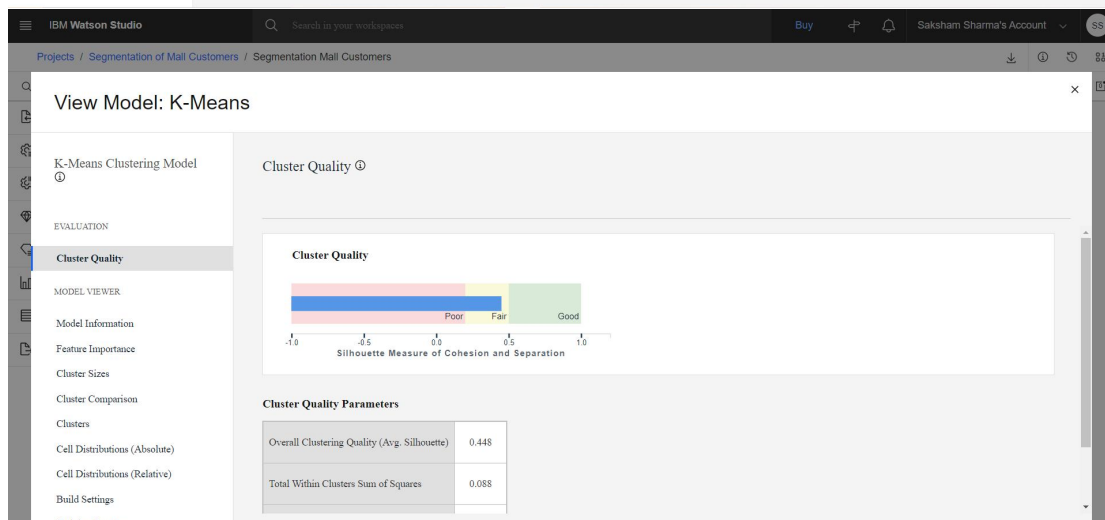 IBM Watson Studio
Search in your workspaces
Buy
Saksham Sharma's Account
SS
Projects / Segmentation of Mall Customers / Segmentation Mall Customers
View Model: K-Means
K-Means Clustering Model
EVALUATION
Cluster Quality
MODEL VIEWER
Model Information
Feature Importance
Cluster Sizes
Cluster Comparison
Clusters
Cell Distributions (Absolute)
Cell Distributions (Relative)
Build Settings
Cluster Quality
Cluster Quality
Poor Fair Good
-1.0 -0.5 0.0 0.5 1.0
Silhouette Measure of Cohesion and Separation
Cluster Quality Parameters
Overall Clustering Quality (Avg. Silhouette) 0.448
Total Within Clusters Sum of Squares 0.088